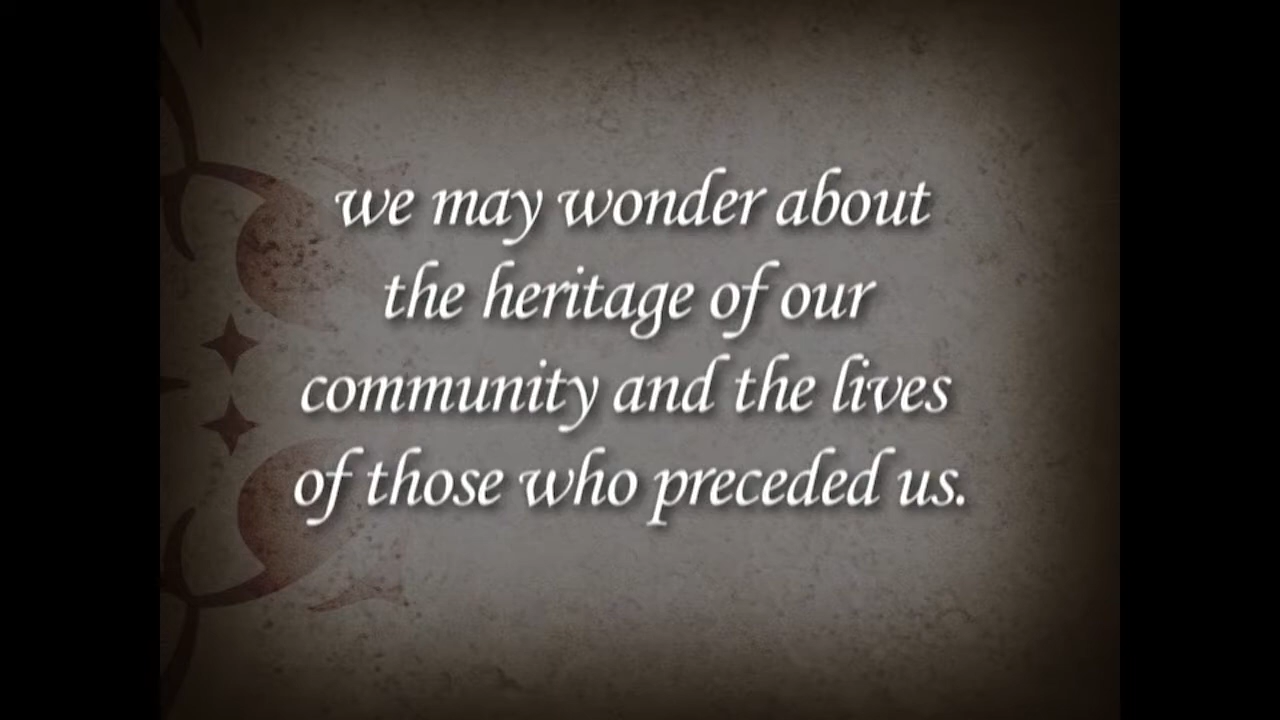 we may wonder about
the heritage of our
community and the lives
of those who preceded us.